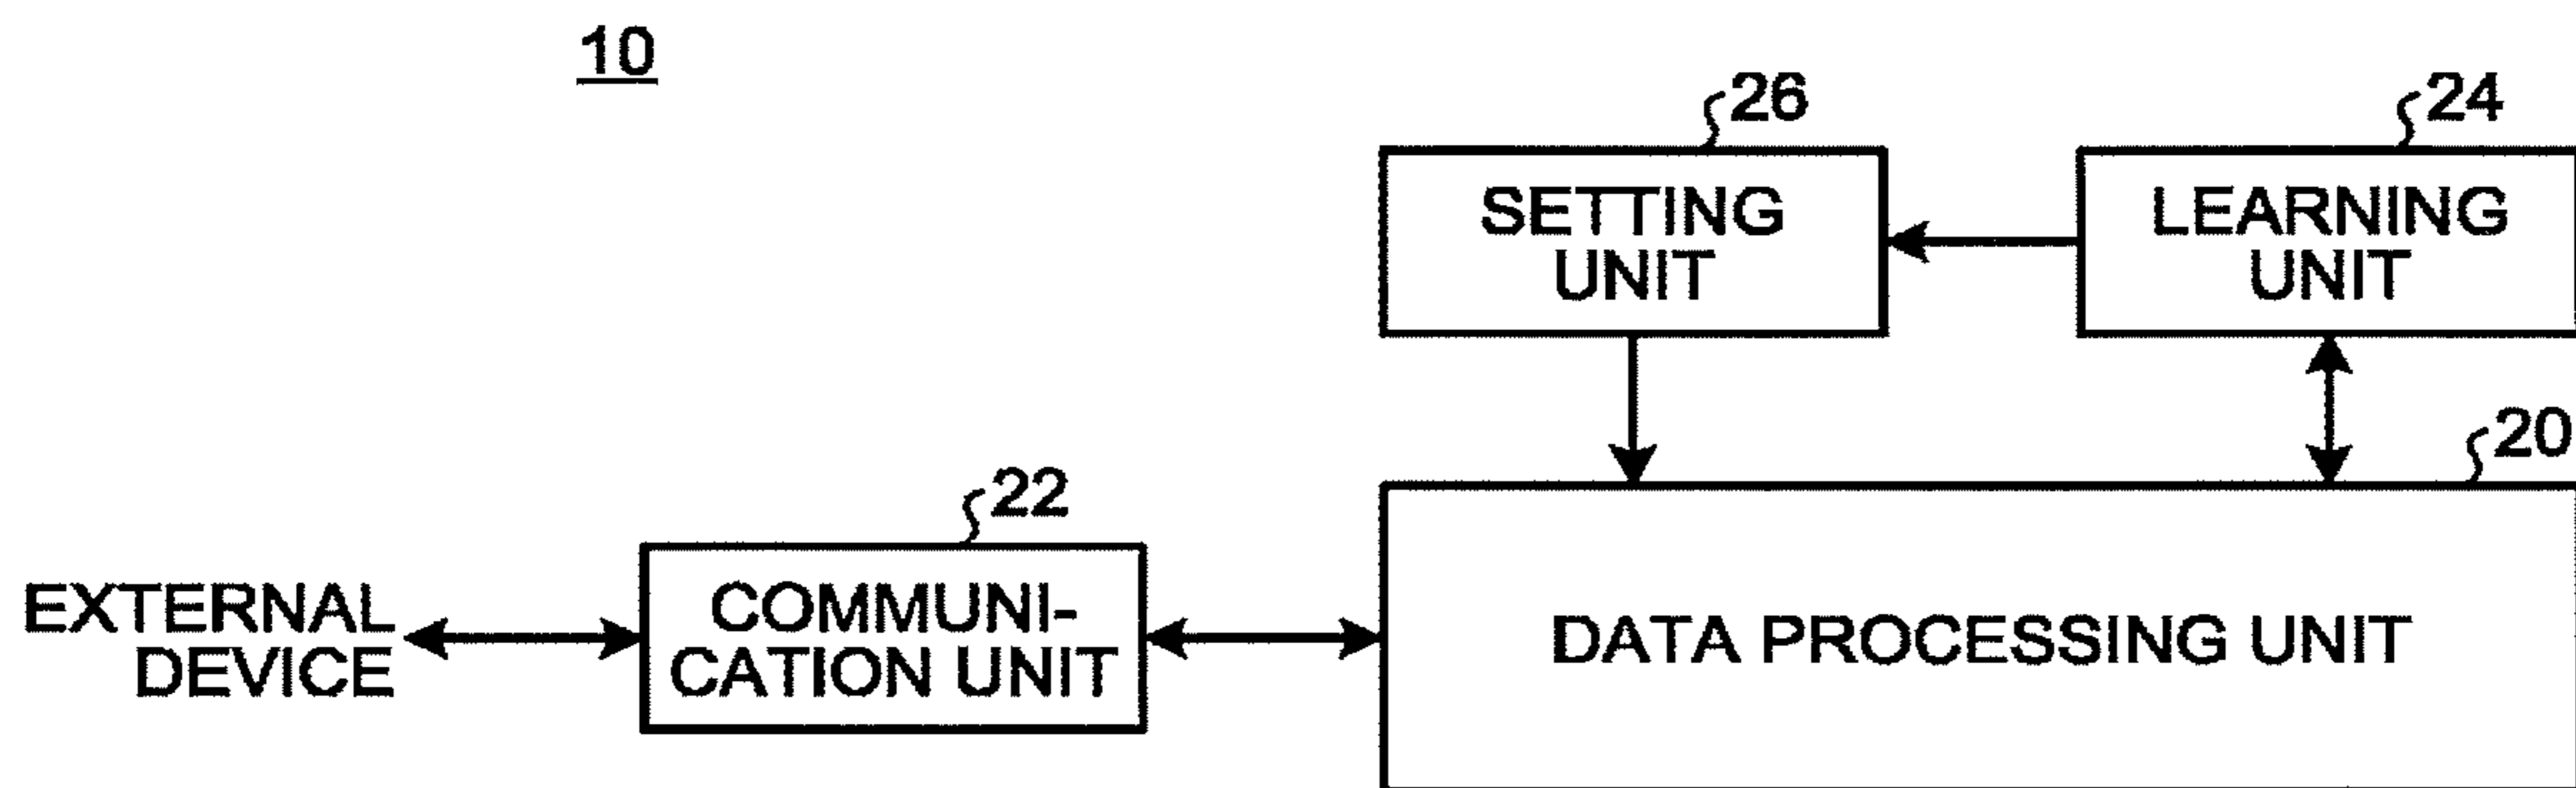 10
26
24
SETTING
UNIT
LEARNING
UNIT
20
22
EXTERNAL
DEVICE
COMMUNI-
CATION UNIT
DATA PROCESSING UNIT